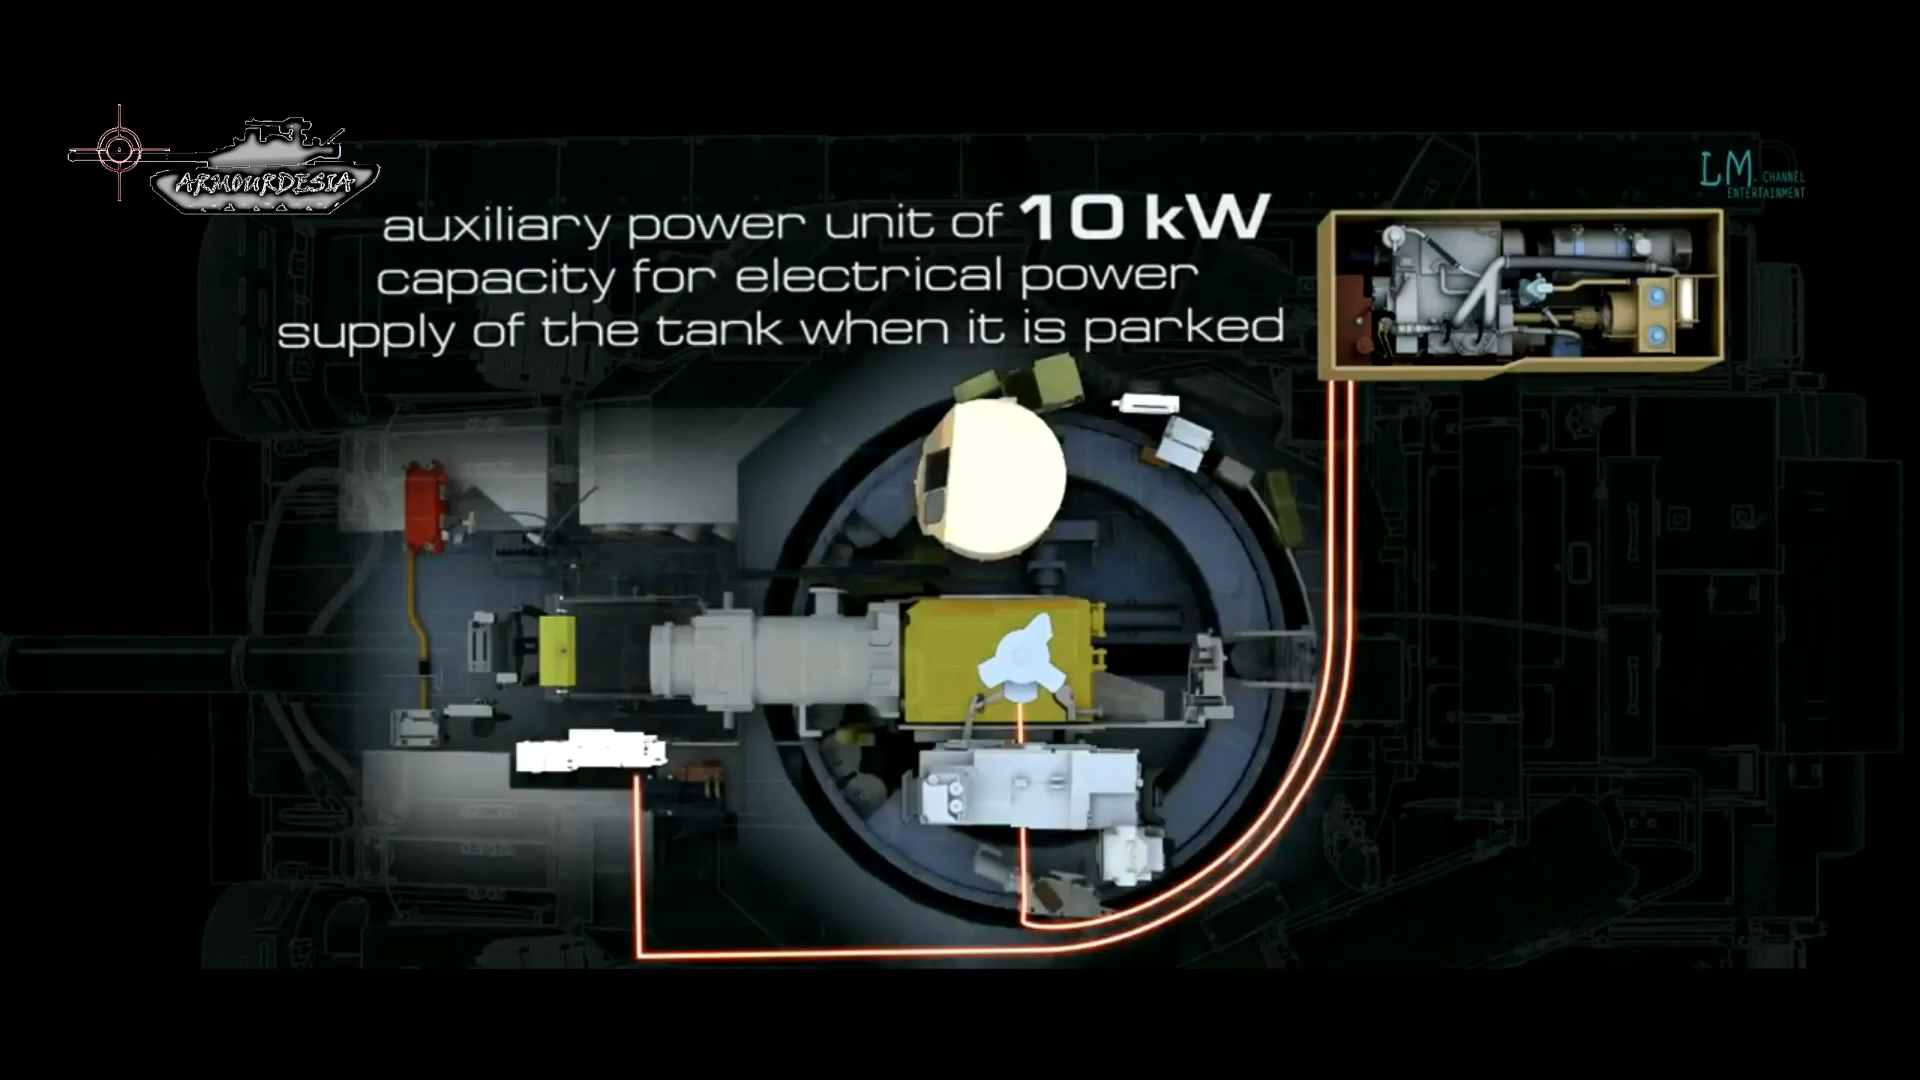 ARMOURDESIA
LM. CHANNEL
ENTERTAINMENT
auxiliary power unit of 10 kW
capacity for electrical power
supply of the tank when it is parked